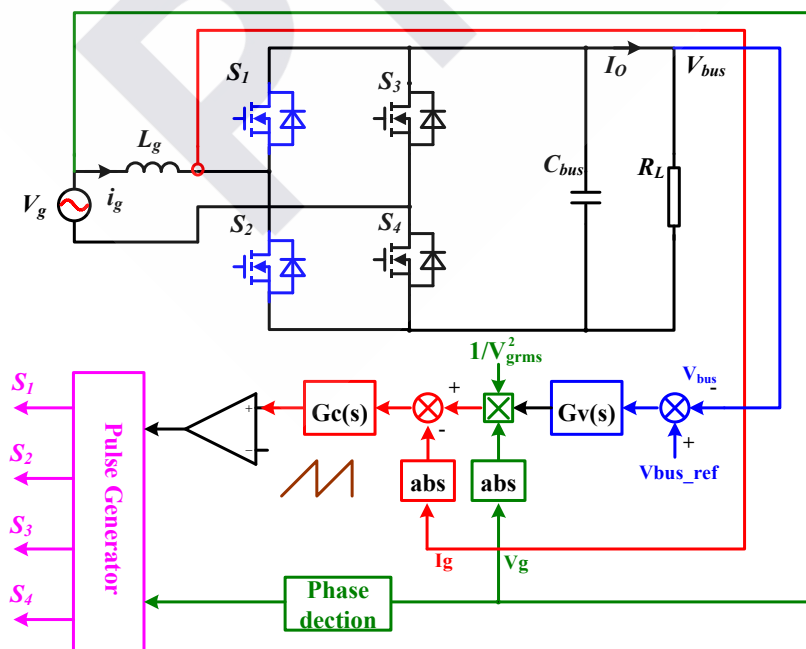 S1
S3
IO
Vbus
Lg
Cbus
RL
ig
Vg
S2
S4
1/V²grms
Vbus
-
S1
+
Gc(s)
Gv(s)
+
-
-
+
S2
Pulse Generator
abs
abs
Vbus_ref
S3
Ig
Vg
S4
Phase
dection